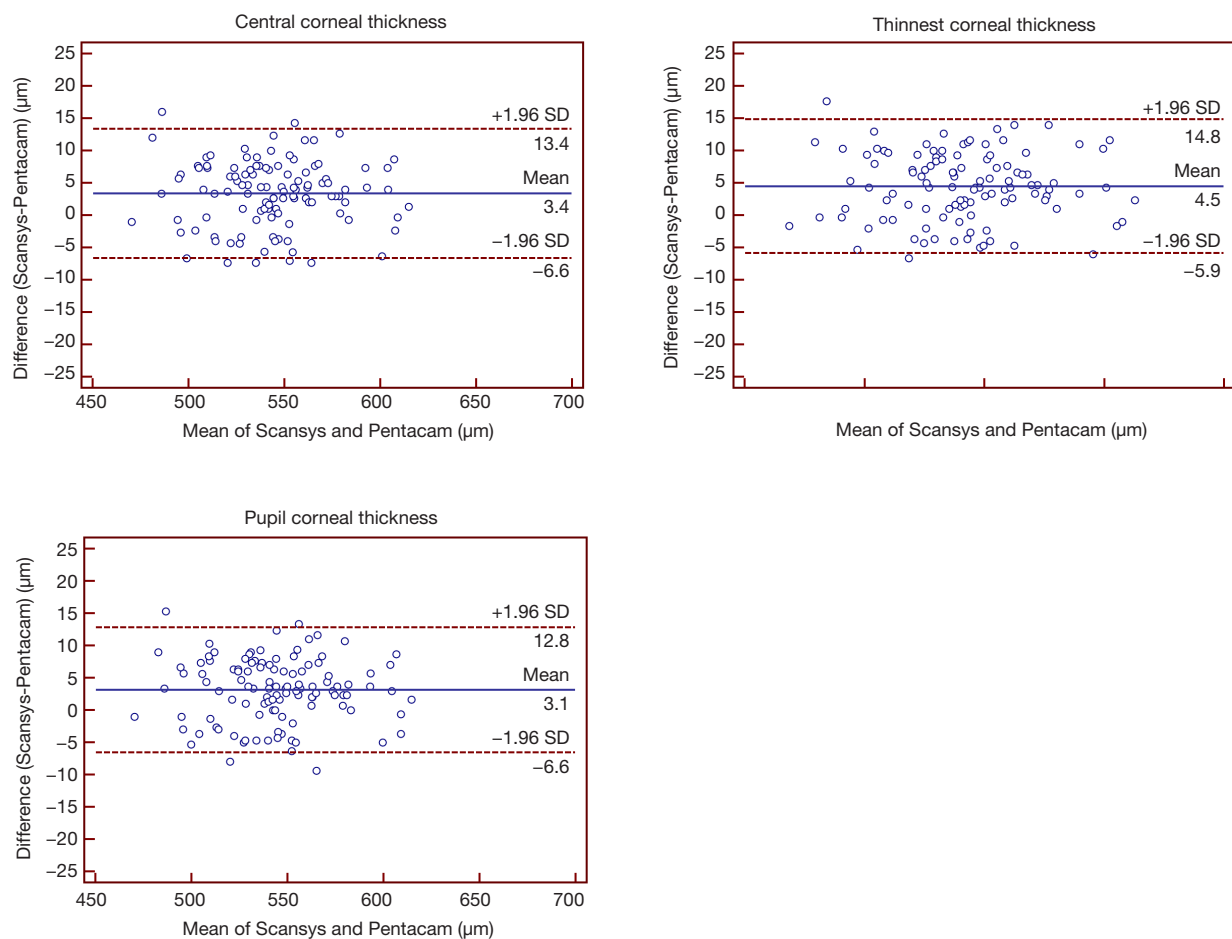 Central corneal thickness
Difference (Scansys-Pentacam) (µm)
25
20
15
10
5
0
−5
−10
−15
−20
−25
+1.96 SD
13.4
Mean
3.4
−1.96 SD
−6.6
450 500 550 600 650 700
Mean of Scansys and Pentacam (µm)
Thinnest corneal thickness
Difference (Scansys-Pentacam) (µm)
25
20
15
10
5
0
−5
−10
−15
−20
−25
+1.96 SD
14.8
Mean
4.5
−1.96 SD
−5.9
Mean of Scansys and Pentacam (µm)
Pupil corneal thickness
Difference (Scansys-Pentacam) (µm)
25
20
15
10
5
0
−5
−10
−15
−20
−25
+1.96 SD
12.8
Mean
3.1
−1.96 SD
−6.6
450 500 550 600 650 700
Mean of Scansys and Pentacam (µm)